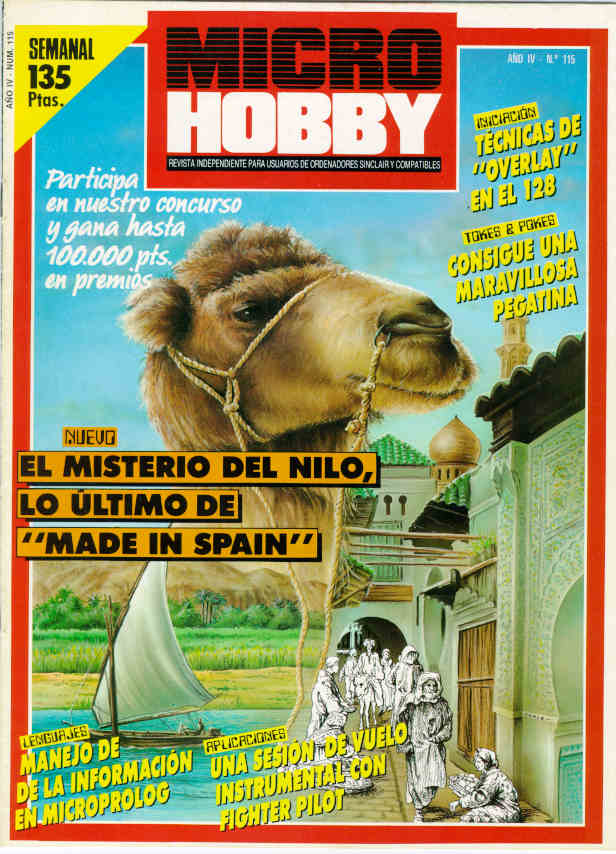 AÑO IV - NUM. 115
SEMANAL
135
Ptas.
MICRO
HOBBY
REVISTA INDEPENDIENTE PARA USUARIOS DE ORDENADORES SINCLAIR Y COMPATIBLES
AÑO IV - N.º 115
INICIACIÓN
TÉCNICAS DE
"OVERLAY"
EN EL 128
Participa
en nuestro concurso
y gana hasta
100.000 pts.
en premios
TOKES & POKES
CONSIGUE UNA
MARAVILLOSA
PEGATINA
NUEVO
EL MISTERIO DEL NILO,
LO ÚLTIMO DE
"MADE IN SPAIN"
LENGUAJES
MANEJO DE
DE LA INFORMACIÓN
EN MICROPROLOG
APLICACIONES
UNA SESIÓN DE VUELO
INSTRUMENTAL CON
FIGHTER PILOT